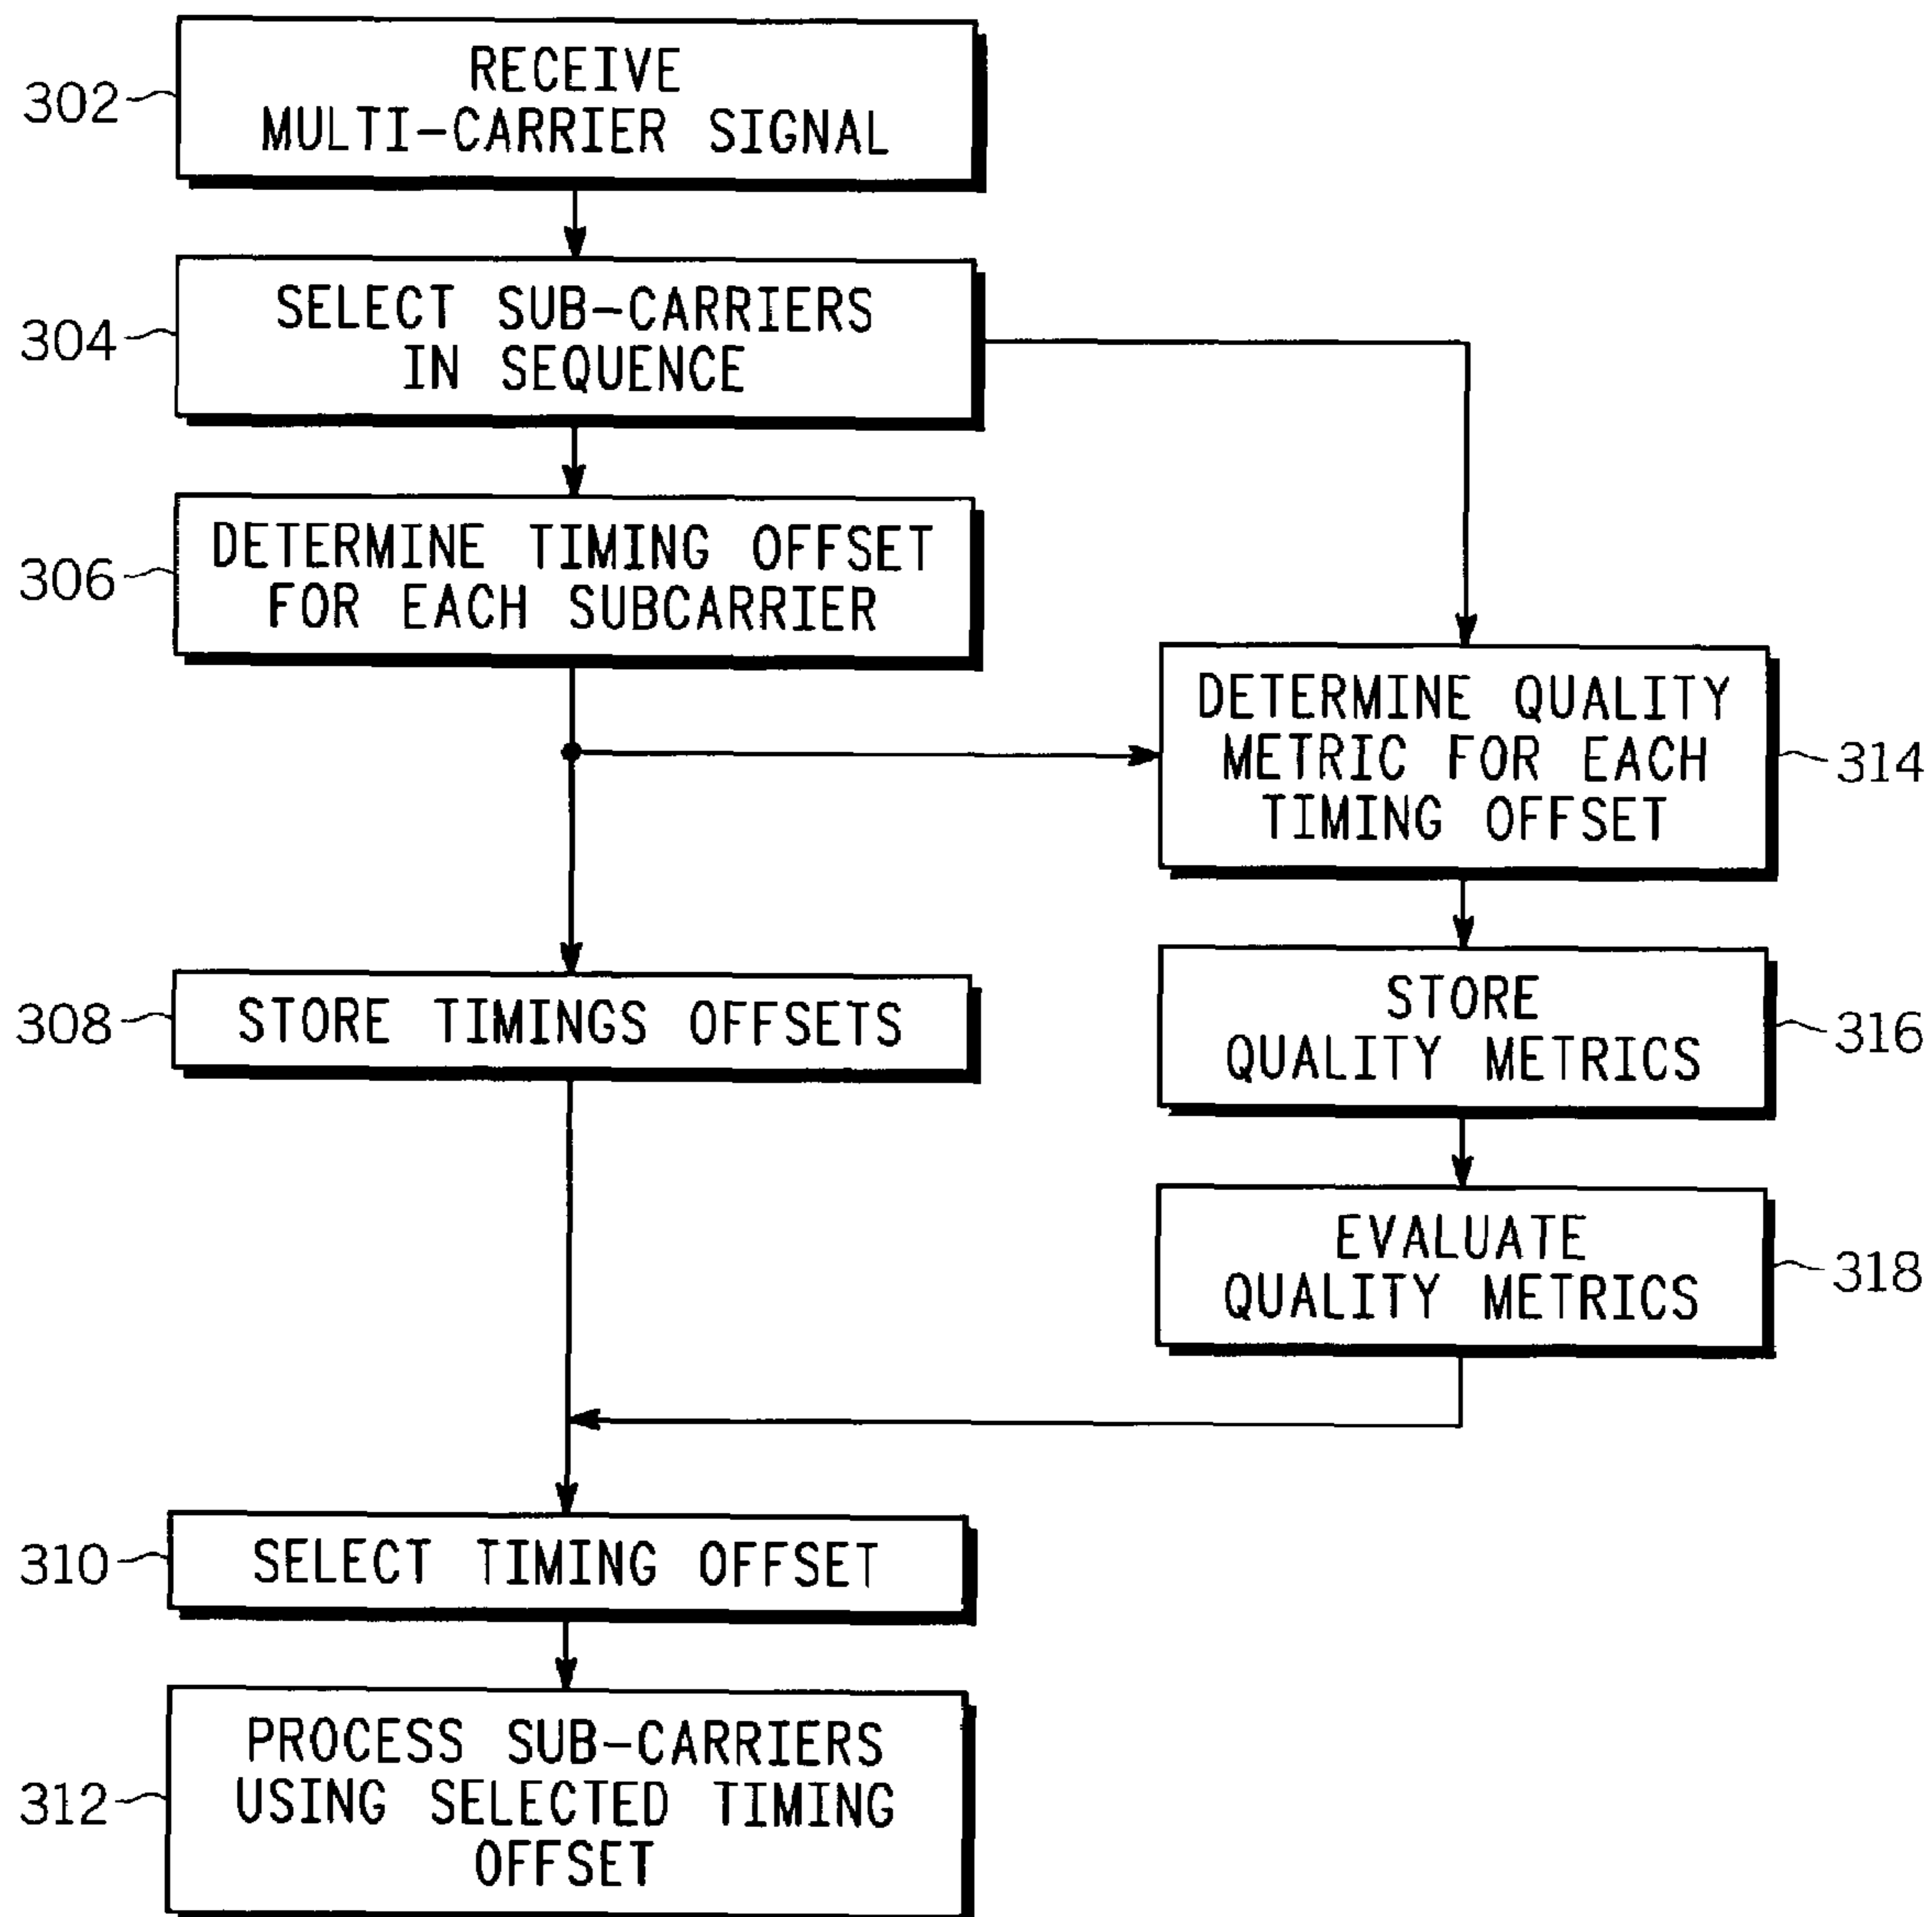 302
RECEIVE
MULTI-CARRIER SIGNAL
304
SELECT SUB-CARRIERS
IN SEQUENCE
306
DETERMINE TIMING OFFSET
FOR EACH SUBCARRIER
DETERMINE QUALITY
METRIC FOR EACH
TIMING OFFSET
314
308
STORE TIMINGS OFFSETS
STORE
QUALITY METRICS
316
EVALUATE
QUALITY METRICS
318
310
SELECT TIMING OFFSET
312
PROCESS SUB-CARRIERS
USING SELECTED TIMING
OFFSET